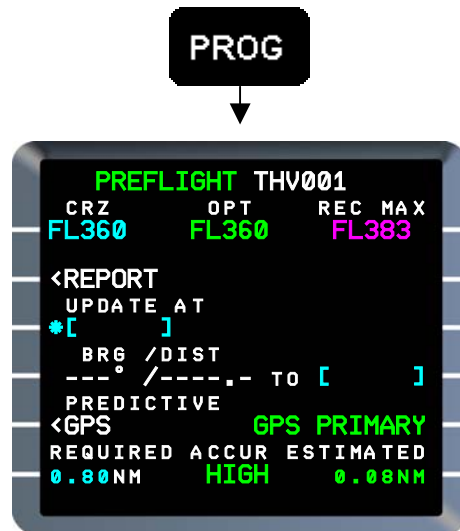 PROG
PREFLIGHT THV001
CRZ OPT REC MAX
FL360 FL360 FL383
<REPORT
UPDATE AT
*[ ]
BRG /DIST
---° /----.- TO [ ]
PREDICTIVE
<GPS GPS PRIMARY
REQUIRED ACCUR ESTIMATED
0.80NM HIGH 0.08NM